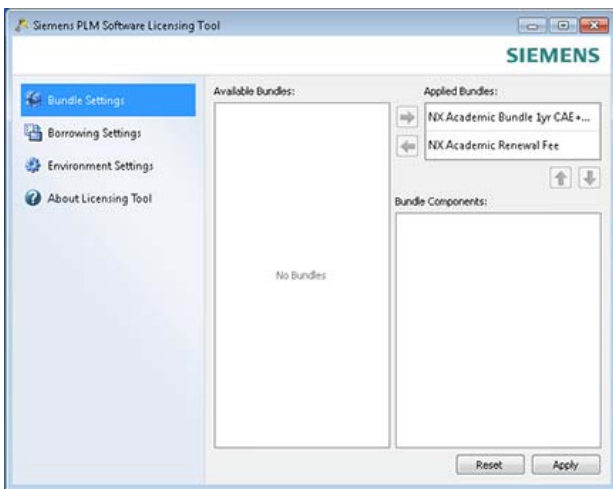 Siemens PLM Software Licensing Tool
SIEMENS
Bundle Settings
Borrowing Settings
Environment Settings
About Licensing Tool
Available Bundles:
No Bundles
Applied Bundles:
NX Academic Bundle 1yr CAE+...
NX Academic Renewal Fee
Bundle Components:
Reset
Apply